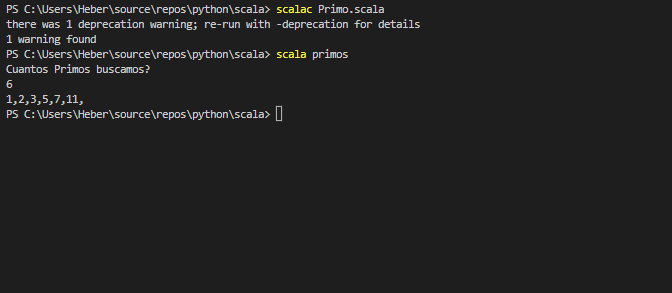 PS C:\Users\Heber\source\repos\python\scala> scalac Primo.scala
there was 1 deprecation warning; re-run with -deprecation for details
1 warning found
PS C:\Users\Heber\source\repos\python\scala> scala primos
Cuantos Primos buscamos?
6
1,2,3,5,7,11,
PS C:\Users\Heber\source\repos\python\scala>